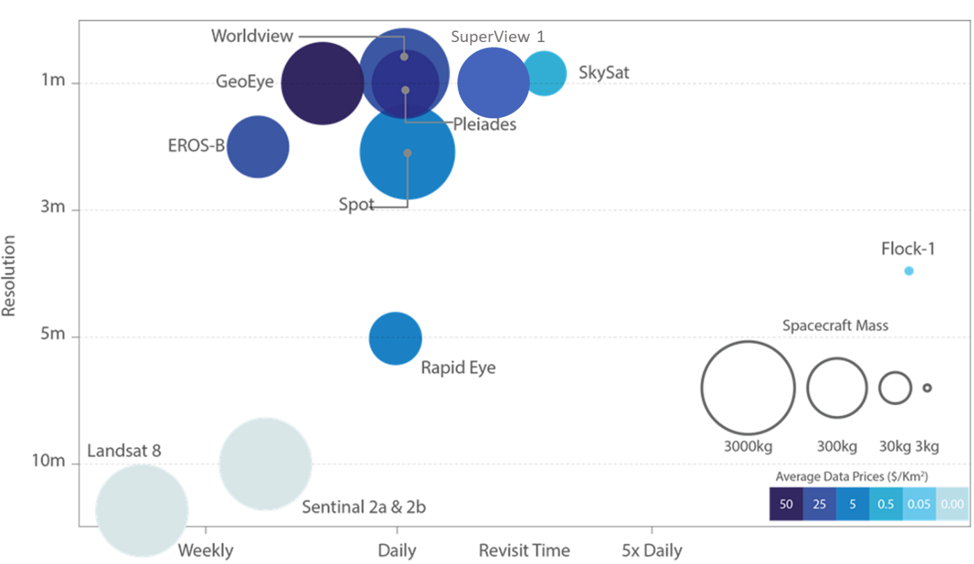 Worldview
SuperView 1
GeoEye
SkySat
1m
Pleiades
EROS-B
Spot
3m
Flock-1
Resolution
Spacecraft Mass
5m
Rapid Eye
3000kg
300kg
30kg 3kg
Landsat 8
10m
Average Data Prices ($/Km²)
50 25 5 0.5 0.05 0.00
Sentinal 2a & 2b
Weekly
Daily
Revisit Time
5x Daily